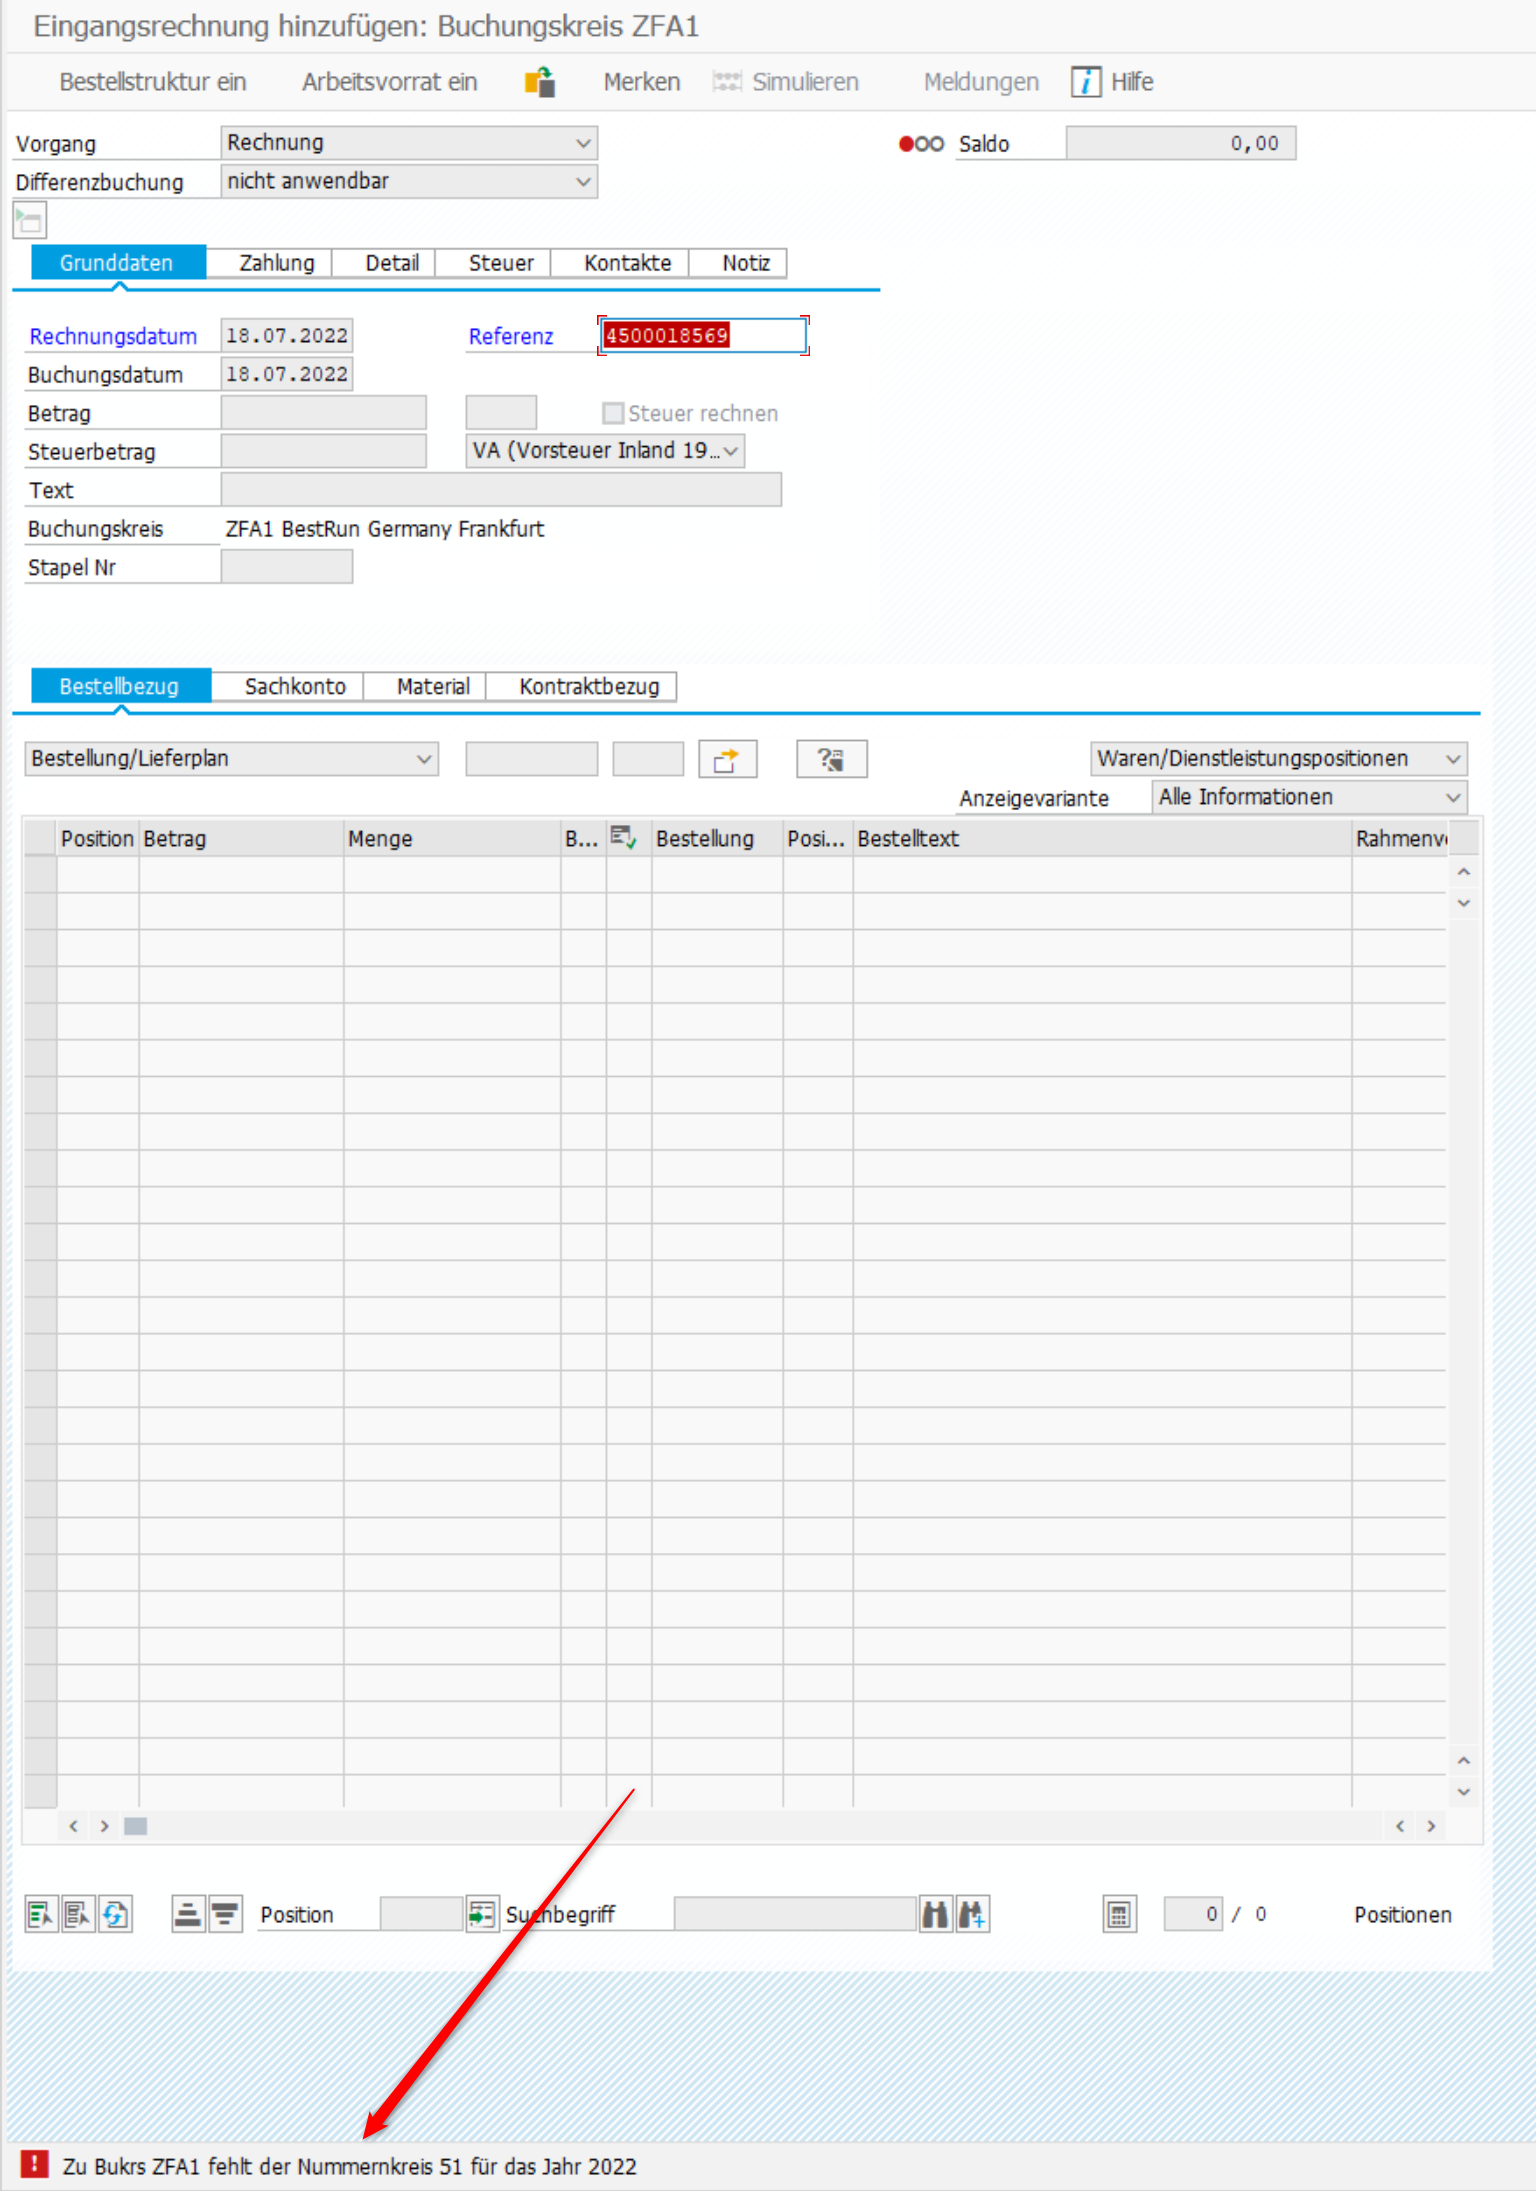 Eingangsrechnung hinzufügen: Buchungskreis ZFA1
Bestellstruktur ein Arbeitsvorrat ein Merken Simulieren Meldungen Hilfe
Vorgang Rechnung Saldo 0,00
Differenzbuchung nicht anwendbar
Grunddaten Zahlung Detail Steuer Kontakte Notiz
Rechnungsdatum 18.07.2022 Referenz 4500018569
Buchungsdatum 18.07.2022
Betrag Steuer rechnen
Steuerbetrag VA (Vorsteuer Inland 19...
Text
Buchungskreis ZFA1 BestRun Germany Frankfurt
Stapel Nr
Bestellbezug Sachkonto Material Kontraktbezug
Bestellung/Lieferplan Waren/Dienstleistungspositionen
Anzeigevariante Alle Informationen
Position Betrag Menge B... Bestellung Posi... Bestelltext Rahmenv
Position Suchbegriff 0 / 0 Positionen
Zu Bukrs ZFA1 fehlt der Nummernkreis 51 für das Jahr 2022